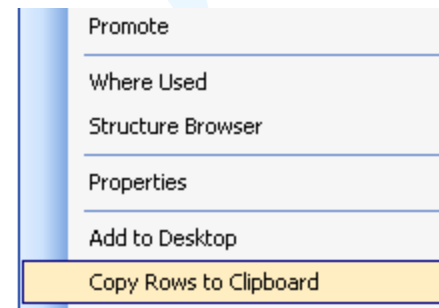 Promote
Where Used
Structure Browser
Properties
Add to Desktop
Copy Rows to Clipboard